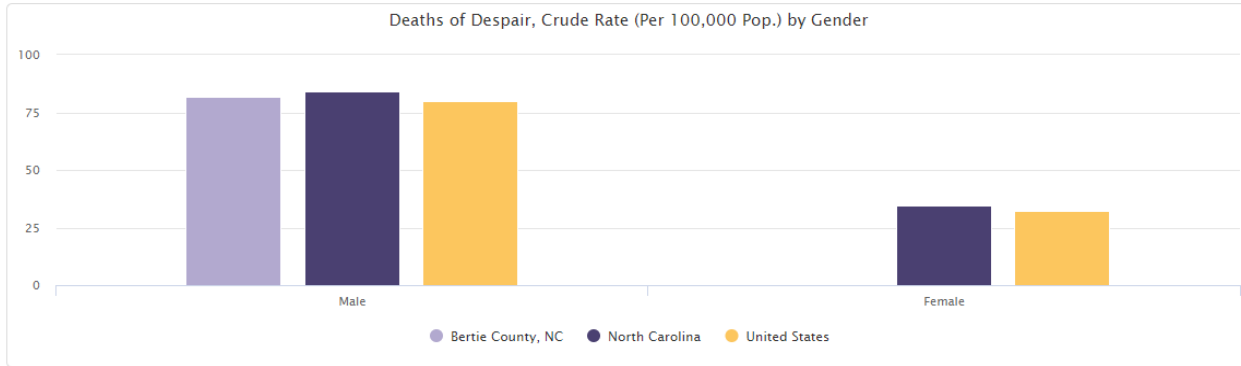 Deaths of Despair, Crude Rate (Per 100,000 Pop.) by Gender
100
75
50
25
0
Male Female
Bertie County, NC North Carolina United States